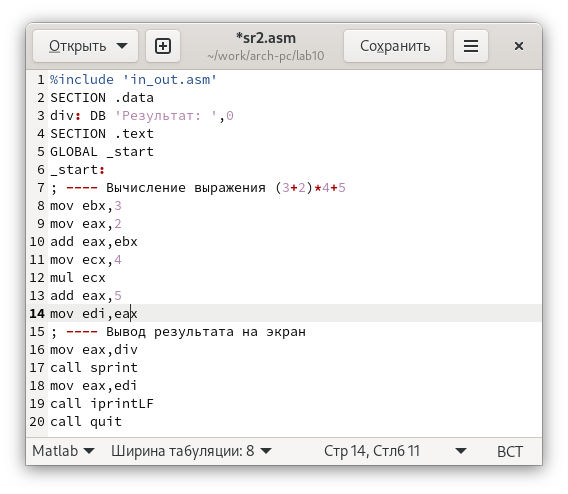 Открыть
*sr2.asm
~/work/arch-pc/lab10
Сохранить
1 %include 'in_out.asm'
2 SECTION .data
3 div: DB 'Результат: ',0
4 SECTION .text
5 GLOBAL _start
6 _start:
7 ; ---- Вычисление выражения (3+2)*4+5
8 mov ebx,3
9 mov eax,2
10 add eax,ebx
11 mov ecx,4
12 mul ecx
13 add eax,5
14 mov edi,eax
15 ; ---- Вывод результата на экран
16 mov eax,div
17 call sprint
18 mov eax,edi
19 call iprintLF
20 call quit
Matlab Ширина табуляции: 8 Стр 14, Стлб 11 ВСТ